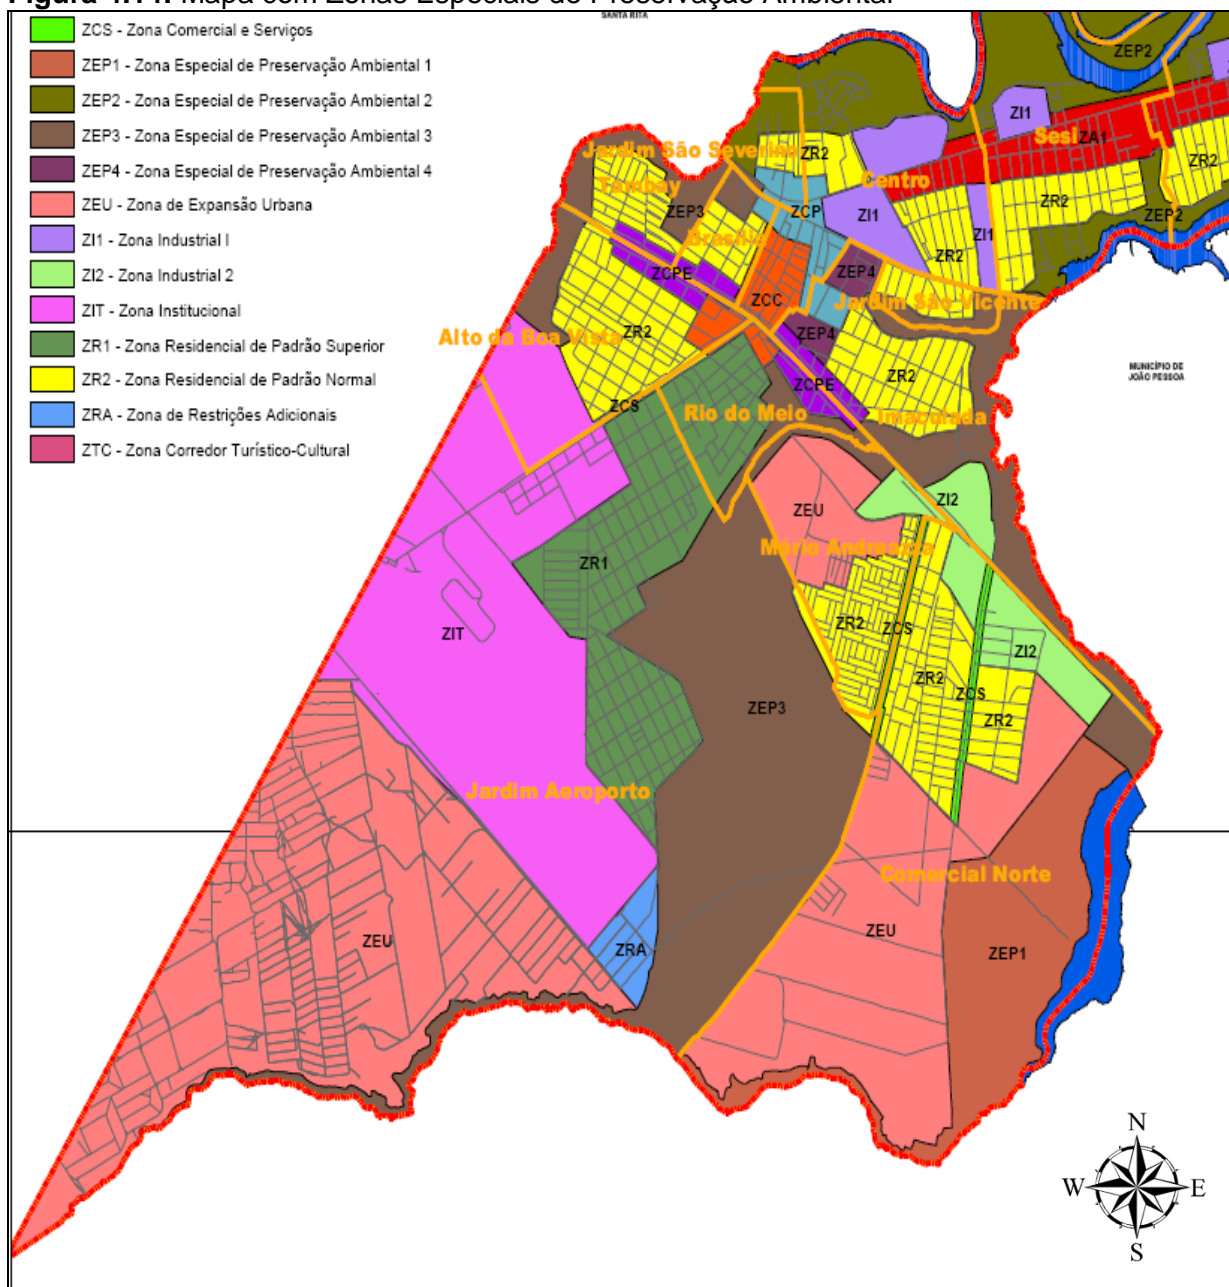 Figura 4.11. Mapa com Zonas Especiais de Preservação Ambiental
SANTA RITA
ZCS - Zona Comercial e Serviços
ZEP1 - Zona Especial de Preservação Ambiental 1
ZEP2 - Zona Especial de Preservação Ambiental 2
ZEP3 - Zona Especial de Preservação Ambiental 3
ZEP4 - Zona Especial de Preservação Ambiental 4
ZEU - Zona de Expansão Urbana
ZI1 - Zona Industrial I
ZI2 - Zona Industrial 2
ZIT - Zona Institucional
ZR1 - Zona Residencial de Padrão Superior
ZR2 - Zona Residencial de Padrão Normal
ZRA - Zona de Restrições Adicionais
ZTC - Zona Corredor Turístico-Cultural
ZEP2
ZI1
Sesi
ZA1
Jardim São Severino
ZR2
ZR2
Tambay
Centro
ZR2
ZEP3
ZCP
ZI1
ZI1
ZEP2
Brasília
ZR2
ZCPE
ZEP4
ZCC
Jardim São Vicente
Alto da Boa Vista
ZR2
ZEP4
MUNICÍPIO DE
JOÃO PESSOA
ZR2
ZCPE
ZCS
Rio do Meio
Imaculada
ZI2
ZEU
Mário Andreazza
ZR1
ZR2
ZCS
ZIT
ZI2
ZR2
ZCS
ZEP3
ZR2
Jardim Aeroporto
Comercial Norte
ZEU
ZEU
ZRA
ZEP1
N
W
E
S